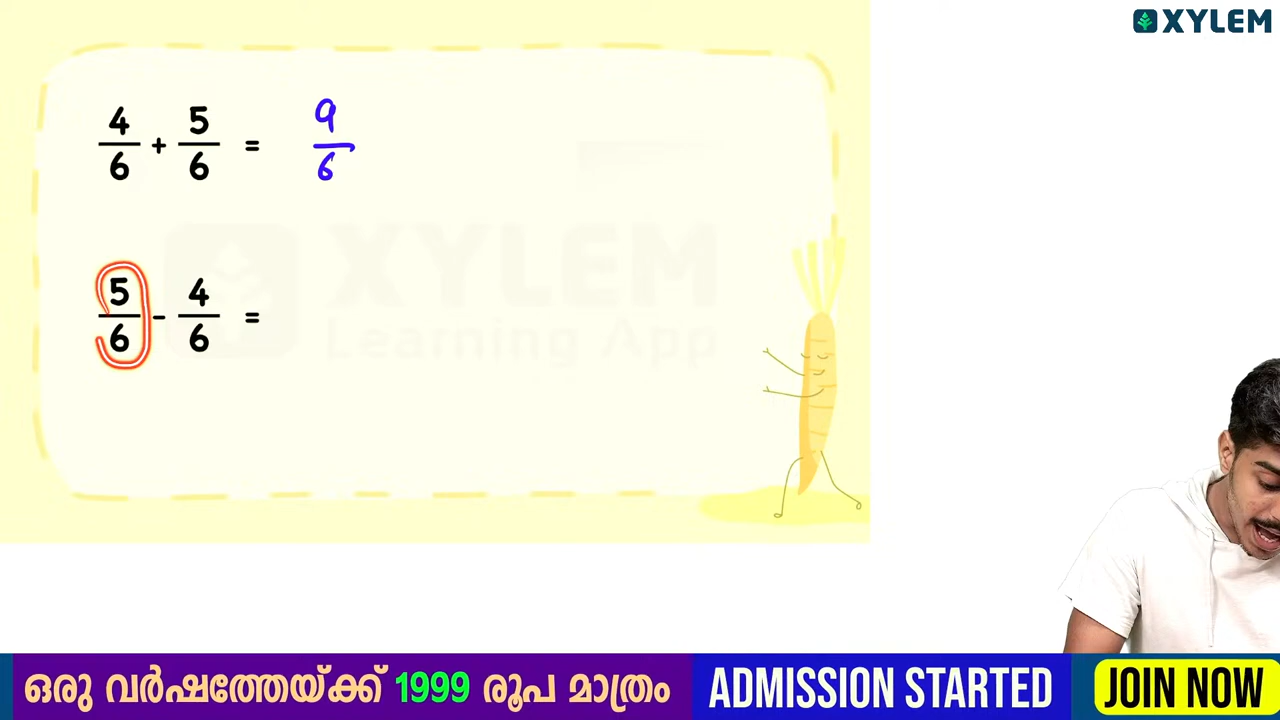 XYLEM
4/6 + 5/6 = 9/6
XYLEM
Learning App
5/6 - 4/6 =
ഒരു വർഷത്തേയ്ക്ക് 1999 രൂപ മാത്രം
ADMISSION STARTED
JOIN NOW